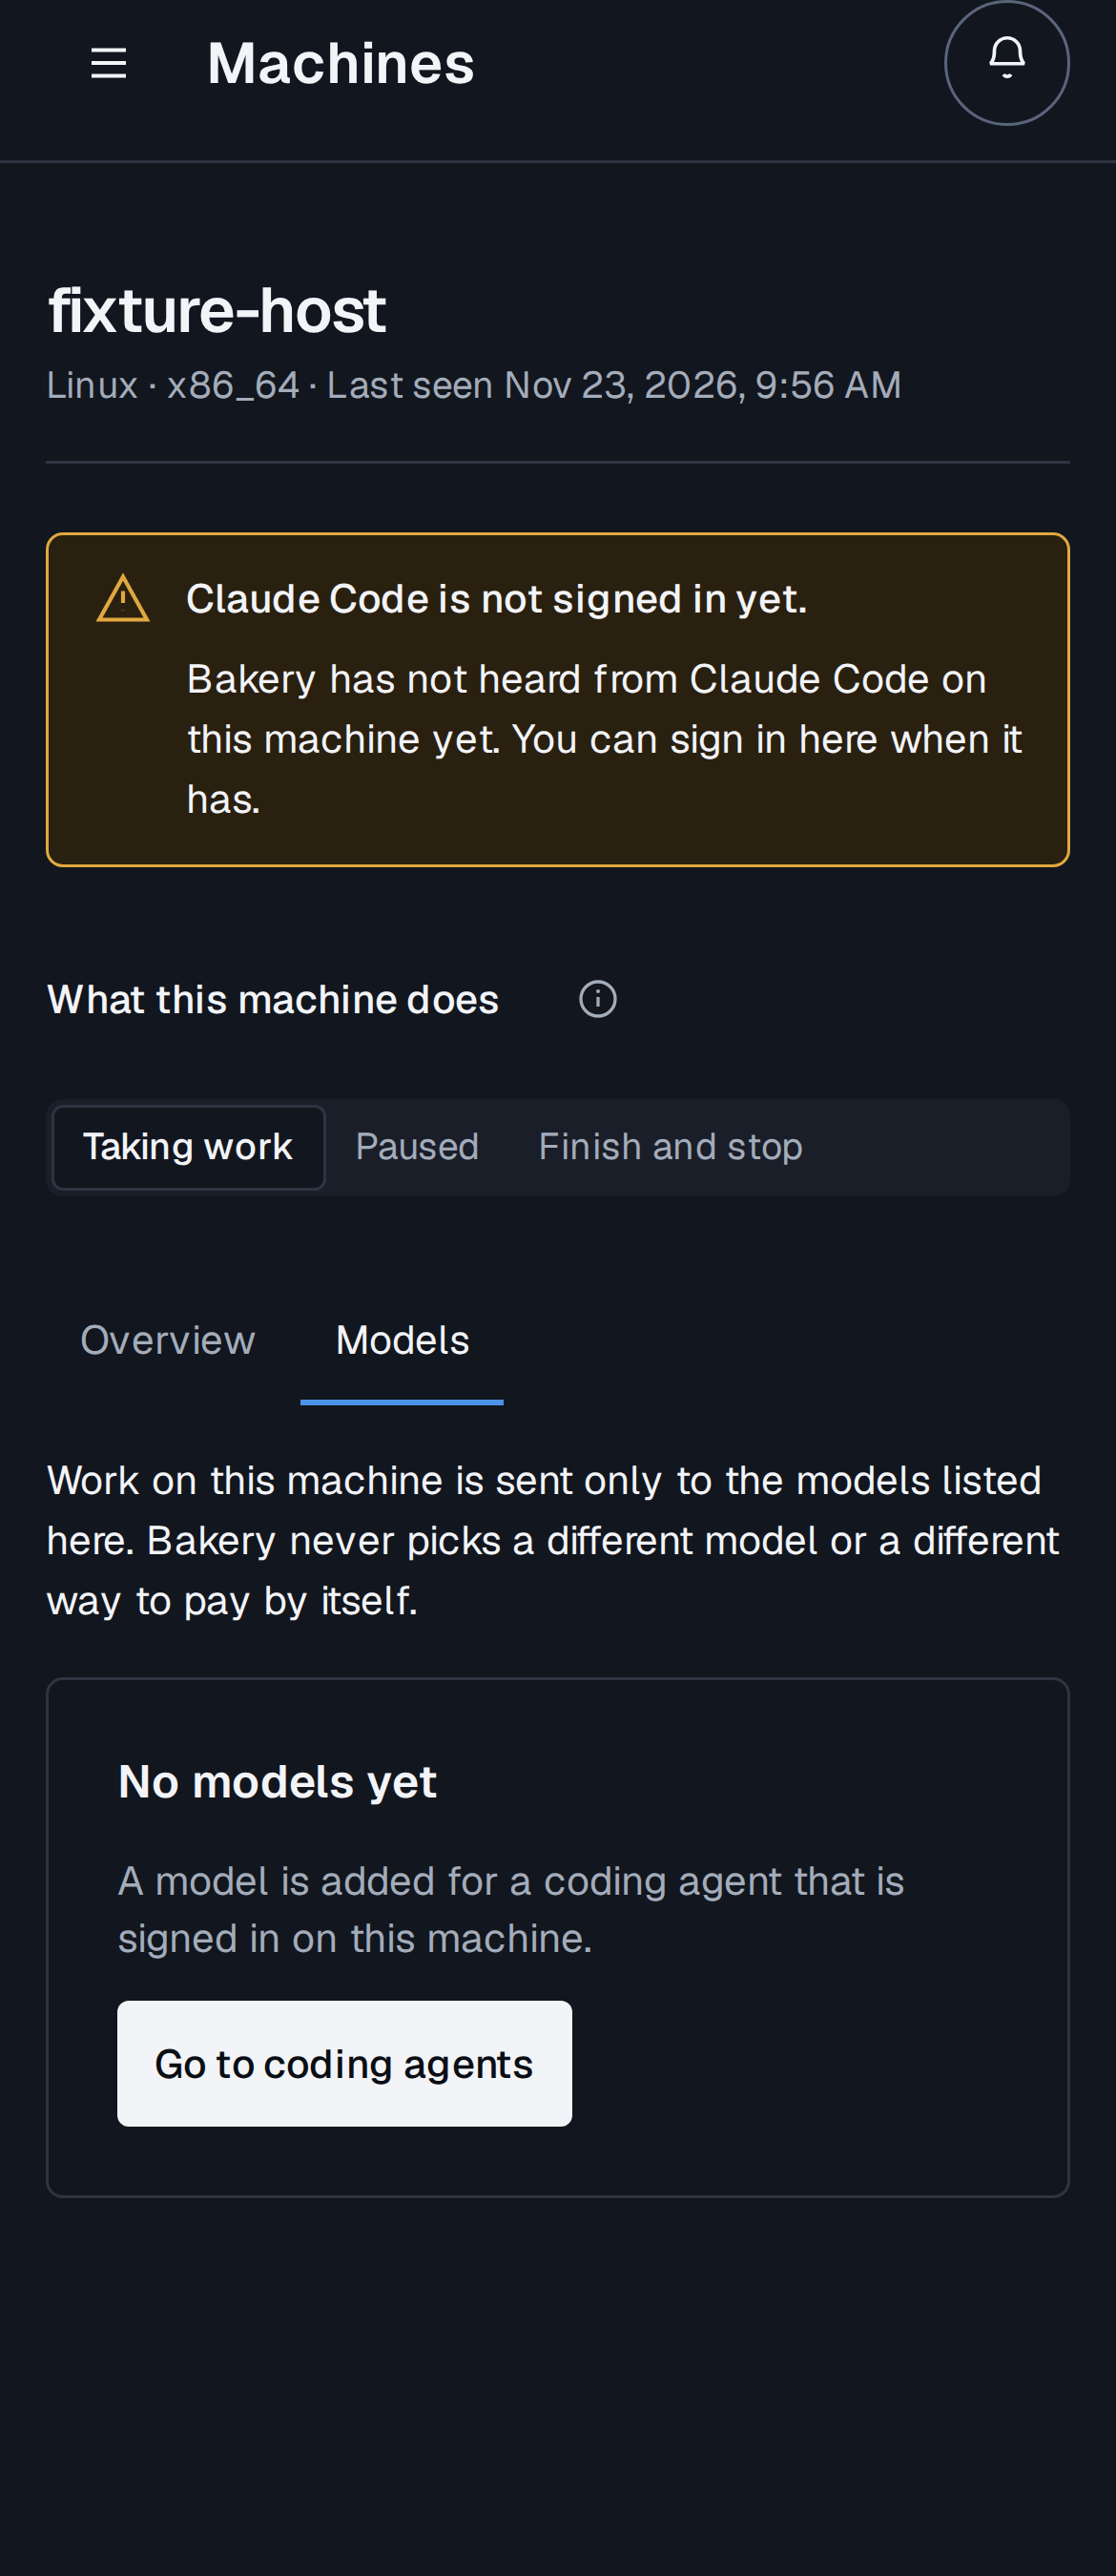 Machines
fixture-host
Linux · x86_64 · Last seen Nov 23, 2026, 9:56 AM
Claude Code is not signed in yet.
Bakery has not heard from Claude Code on
this machine yet. You can sign in here when it
has.
What this machine does
Taking work
Paused
Finish and stop
Overview
Models
Work on this machine is sent only to the models listed
here. Bakery never picks a different model or a different
way to pay by itself.
No models yet
A model is added for a coding agent that is
signed in on this machine.
Go to coding agents